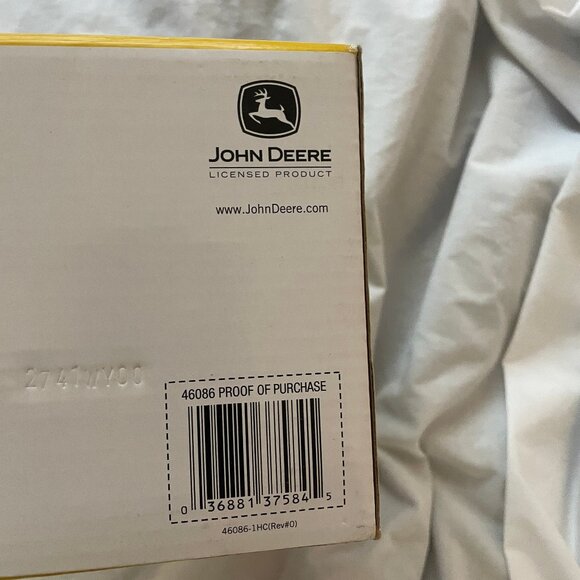 JOHN DEERE
LICENSED PRODUCT
www.JohnDeere.com
46086 PROOF OF PURCHASE
0 36881 37584 5
46086-1HC(Rev#0)